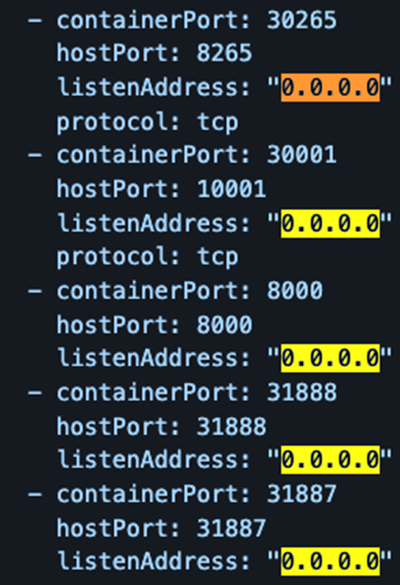 - containerPort: 30265
hostPort: 8265
listenAddress: "0.0.0.0"
protocol: tcp
- containerPort: 30001
hostPort: 10001
listenAddress: "0.0.0.0"
protocol: tcp
- containerPort: 8000
hostPort: 8000
listenAddress: "0.0.0.0"
- containerPort: 31888
hostPort: 31888
listenAddress: "0.0.0.0"
- containerPort: 31887
hostPort: 31887
listenAddress: "0.0.0.0"